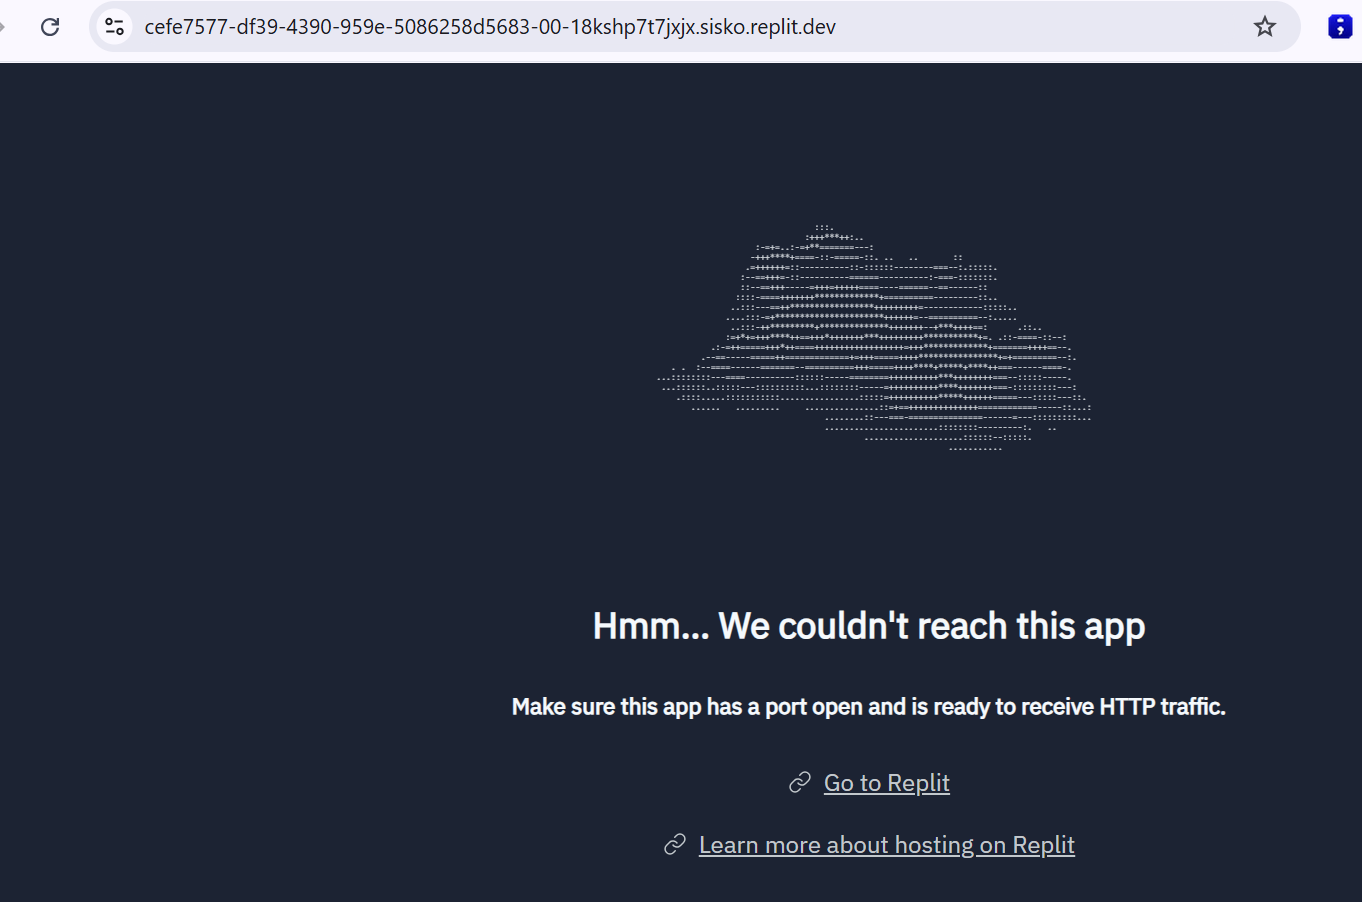 cefe7577-df39-4390-959e-5086258d5683-00-18kshp7t7jxjx.sisko.replit.dev
Hmm... We couldn't reach this app
Make sure this app has a port open and is ready to receive HTTP traffic.
Go to Replit
Learn more about hosting on Replit